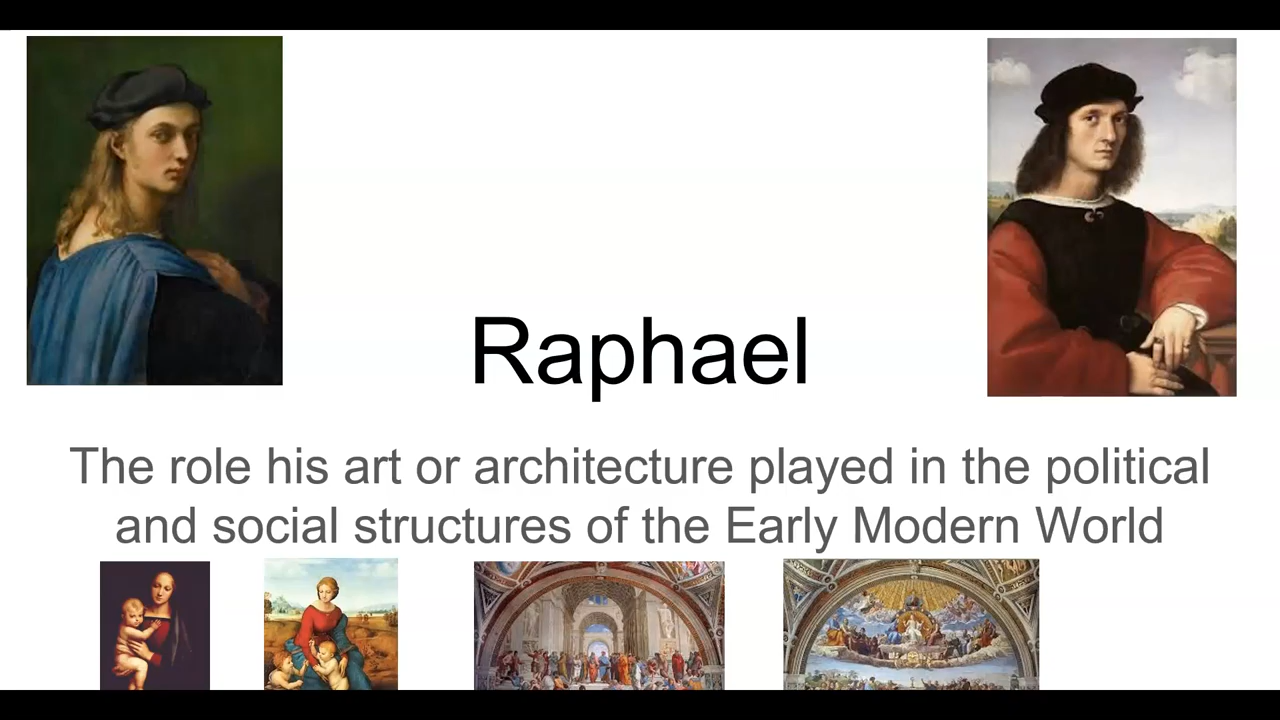 Raphael
The role his art or architecture played in the political
and social structures of the Early Modern World